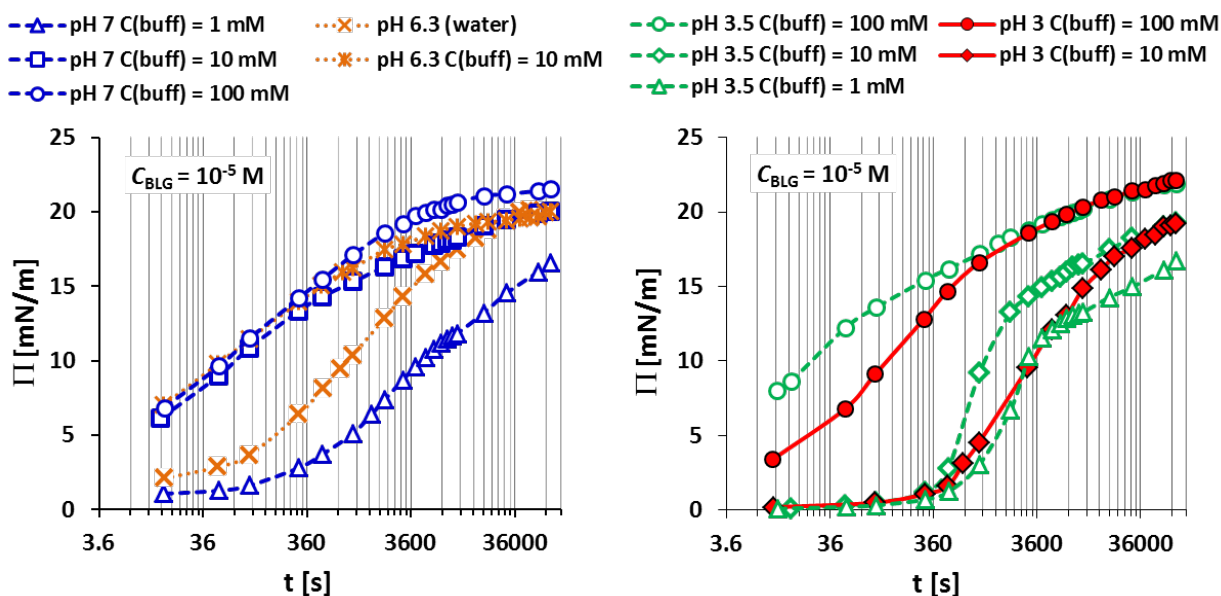 pH 7 C(buff) = 1 mM
pH 6.3 (water)
pH 7 C(buff) = 10 mM
pH 6.3 C(buff) = 10 mM
pH 7 C(buff) = 100 mM
25
20
15
10
5
0
Π [mN/m]
C_BLG = 10^-5 M
3.6 36 360 3600 36000
t [s]
pH 3.5 C(buff) = 100 mM
pH 3 C(buff) = 100 mM
pH 3.5 C(buff) = 10 mM
pH 3 C(buff) = 10 mM
pH 3.5 C(buff) = 1 mM
25
20
15
10
5
0
Π [mN/m]
C_BLG = 10^-5 M
3.6 36 360 3600 36000
t [s]